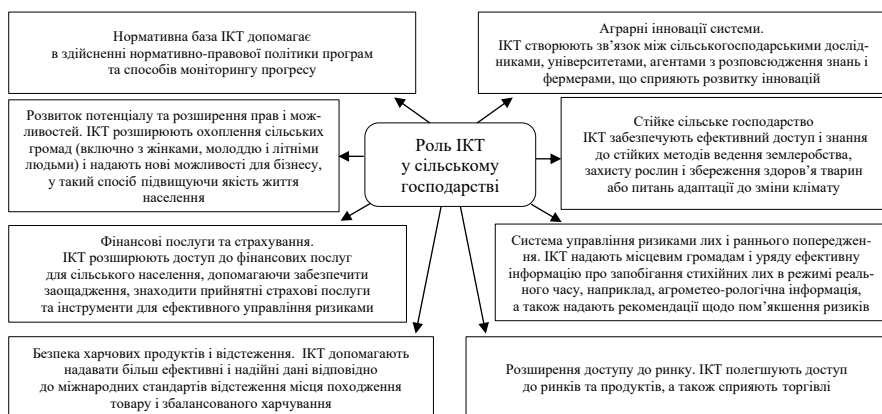 Нормативна база ІКТ допомагає
в здійсненні нормативно-правової політики програм
та способів моніторингу прогресу
Аграрні інновації системи.
ІКТ створюють зв’язок між сільськогосподарськими дослід-
никами, університетами, агентами з розповсюдження знань і
фермерами, що сприяють розвитку інновацій
Розвиток потенціалу та розширення прав і мож-
ливостей. ІКТ розширюють охоплення сільських
громад (включно з жінками, молоддю і літніми
людьми) і надають нові можливості для бізнесу,
у такий спосіб підвищуючи якість життя
населення
Роль ІКТ
у сільському
господарстві
Стійке сільське господарство
ІКТ забезпечують ефективний доступ і знання
до стійких методів ведення землеробства,
захисту рослин і збереження здоров’я тварин
або питань адаптації до зміни клімату
Фінансові послуги та страхування.
ІКТ розширюють доступ до фінансових послуг
для сільського населення, допомагаючи забезпечити
заощадження, знаходити прийнятні страхові послуги
та інструменти для ефективного управління ризиками
Система управління ризиками лих і раннього попереджен-
ня. ІКТ надають місцевим громадам і уряду ефективну
інформацію про запобігання стихійних лих в режимі реаль-
ного часу, наприклад, агрометео-рологічна інформація,
а також надають рекомендації щодо пом’якшення ризиків
Безпека харчових продуктів і відстеження. ІКТ допомагають
надавати більш ефективні і надійні дані відповідно
до міжнародних стандартів відстеження місця походження
товару і збалансованого харчування
Розширення доступу до ринку. ІКТ полегшують доступ
до ринків та продуктів, а також сприяють торгівлі